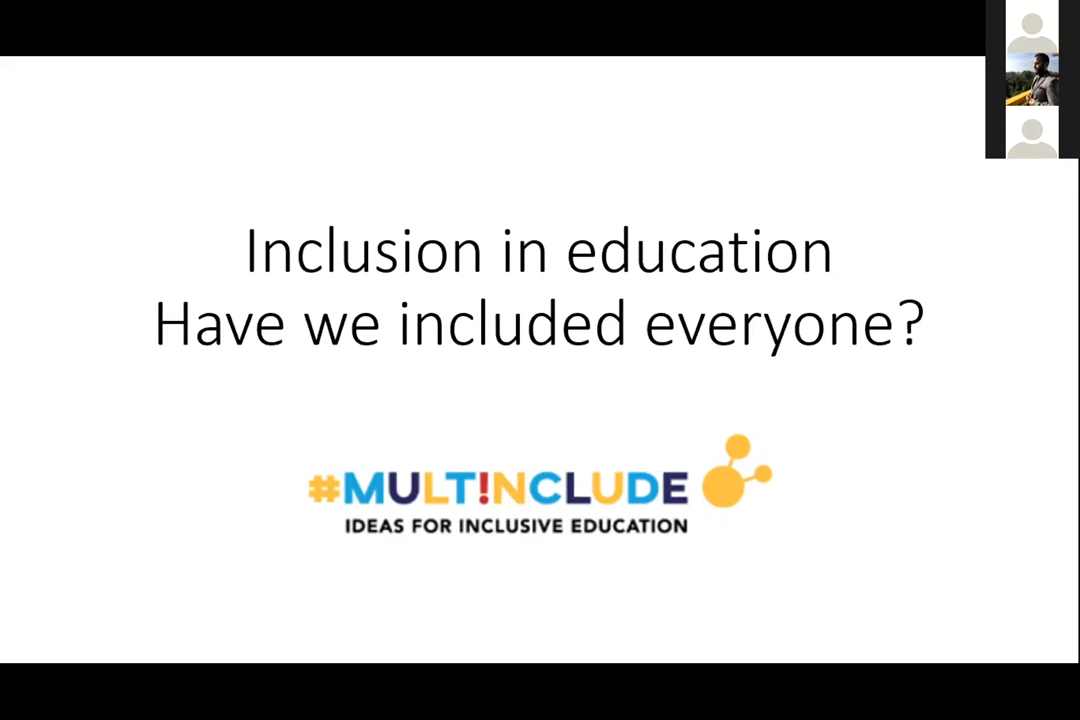 Inclusion in education
Have we included everyone?
#MULT!NCLUDE
IDEAS FOR INCLUSIVE EDUCATION